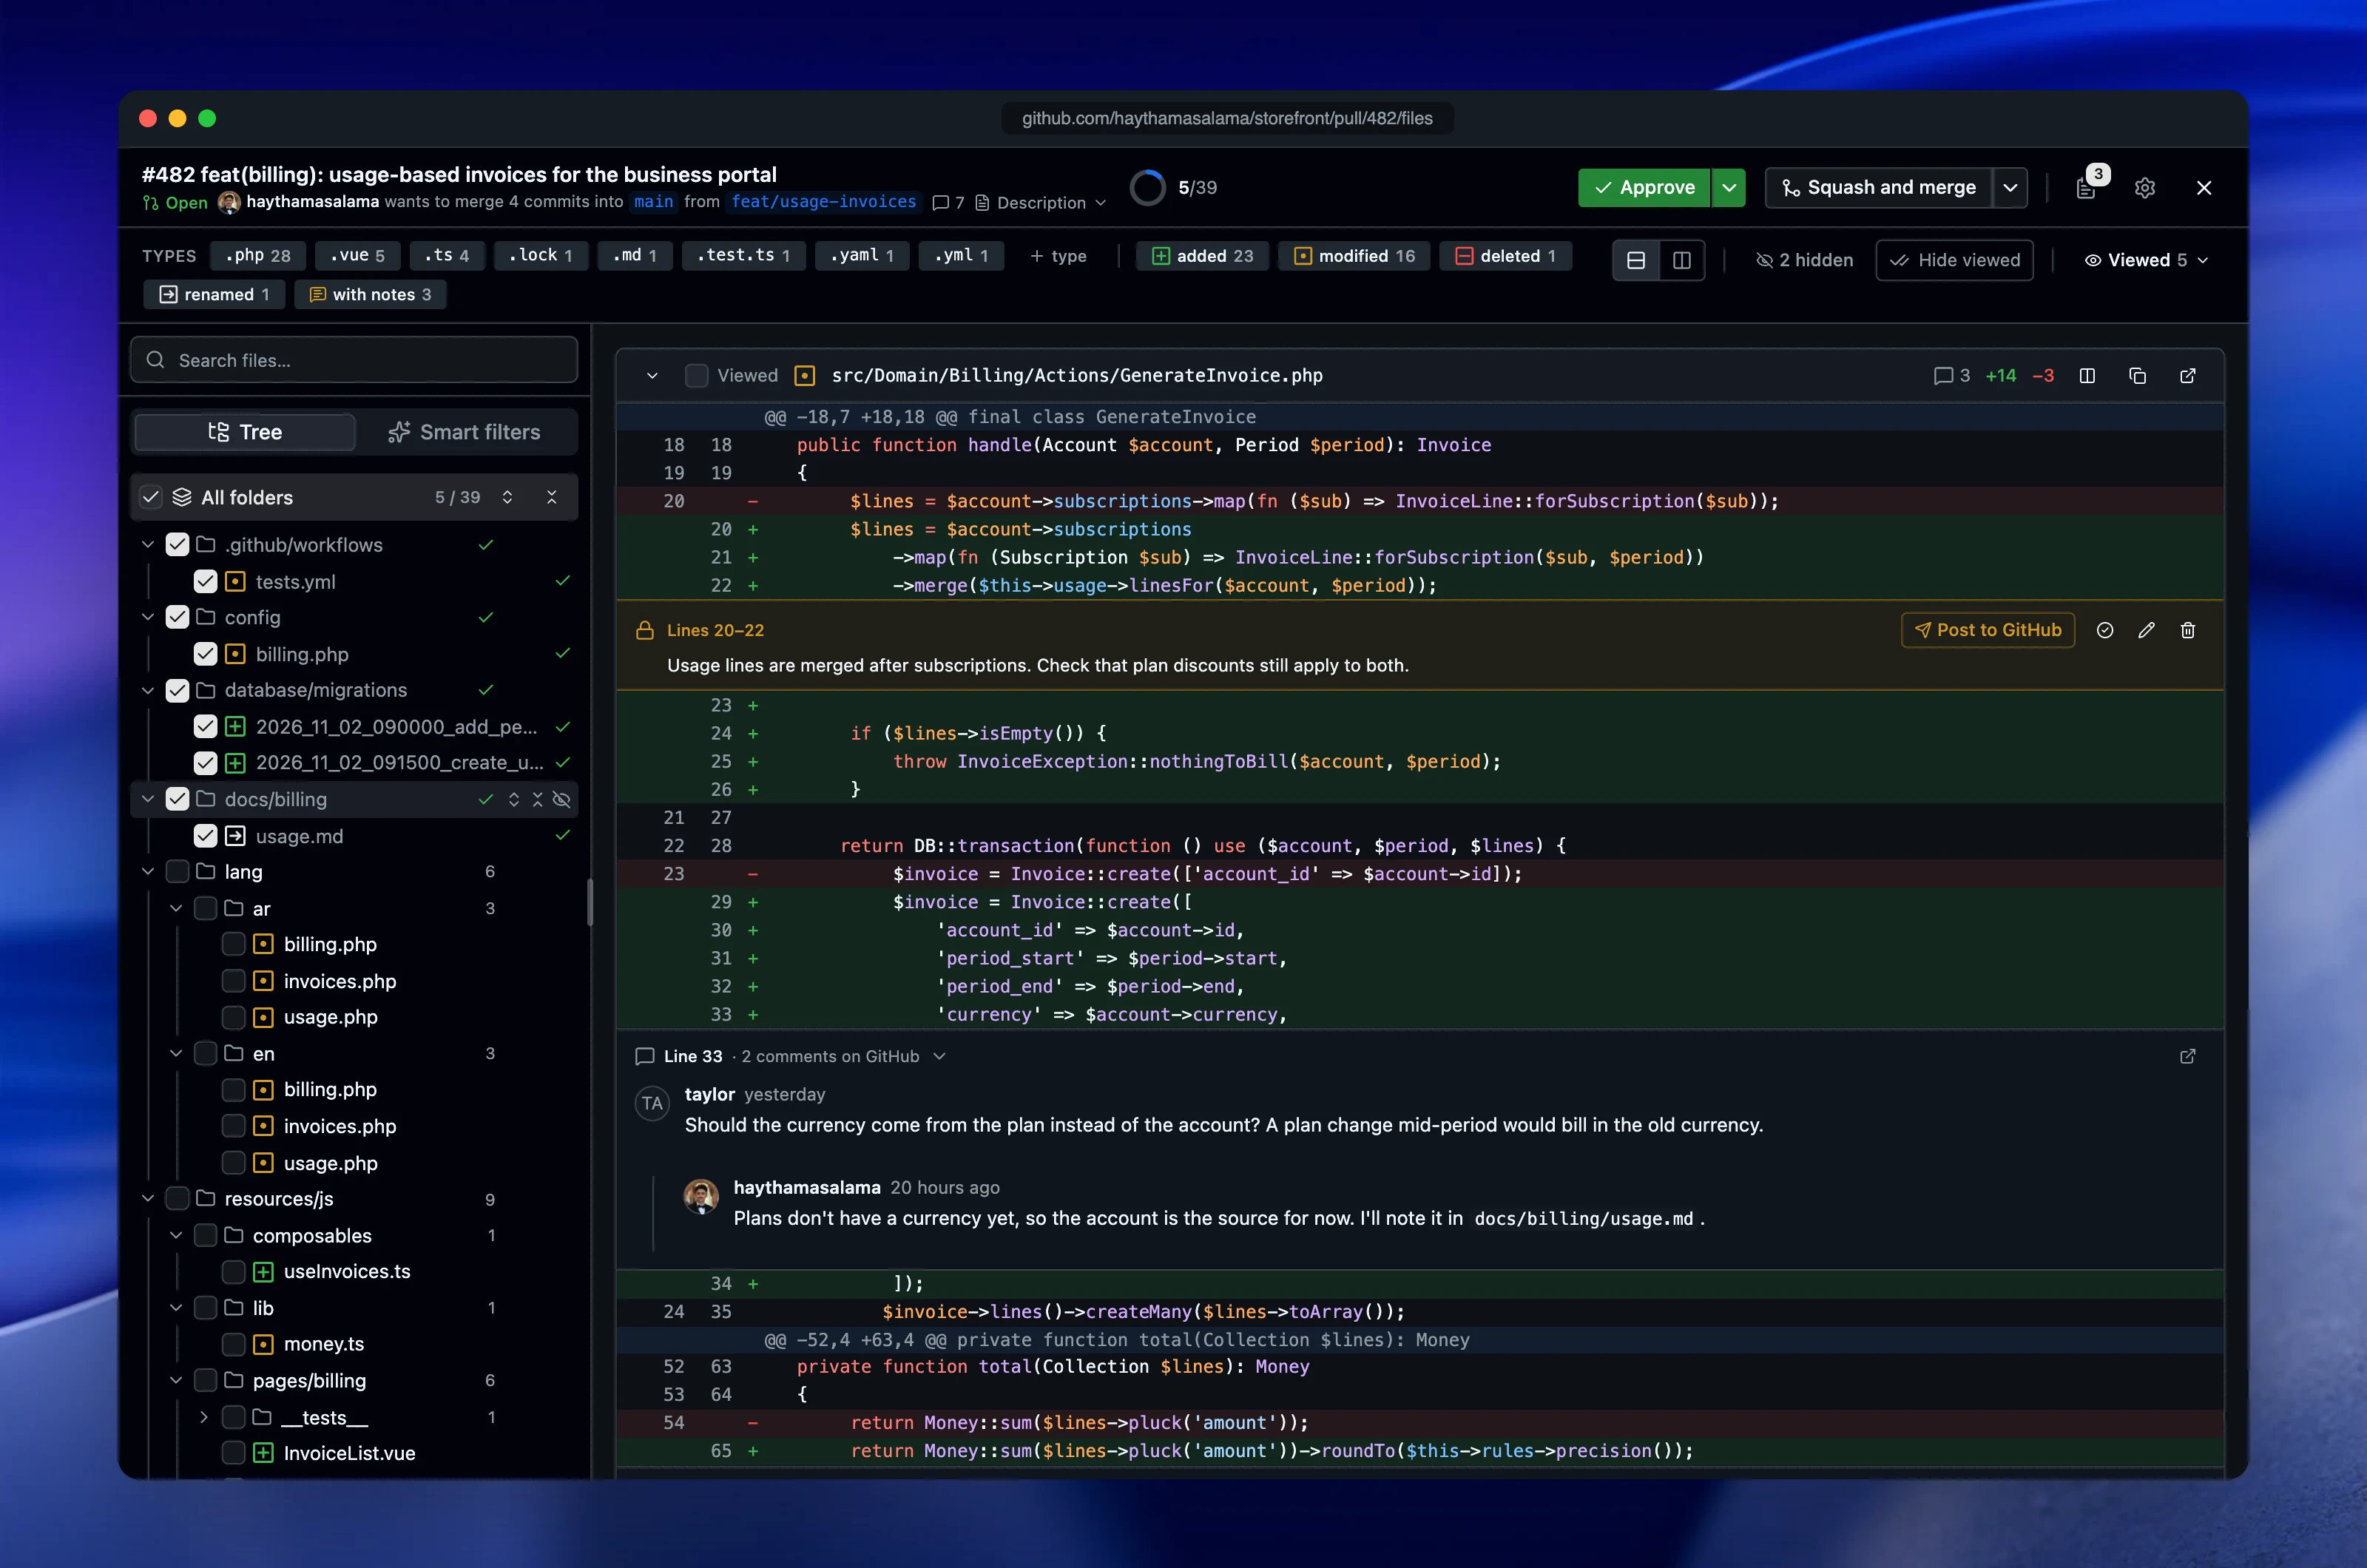 github.com/haythamasalama/storefront/pull/482/files
#482 feat(billing): usage-based invoices for the business portal
Open haythamasalama wants to merge 4 commits into main from feat/usage-invoices 7 Description
5/39
Approve
Squash and merge
3
TYPES .php 28 .vue 5 .ts 4 .lock 1 .md 1 .test.ts 1 .yaml 1 .yml 1 + type added 23 modified 16 deleted 1
2 hidden Hide viewed Viewed 5
renamed 1 with notes 3
Search files...
Tree Smart filters
All folders 5 / 39
.github/workflows
tests.yml
config
billing.php
database/migrations
2026_11_02_090000_add_pe...
2026_11_02_091500_create_u...
docs/billing
usage.md
lang 6
ar 3
billing.php
invoices.php
usage.php
en 3
billing.php
invoices.php
usage.php
resources/js 9
composables 1
useInvoices.ts
lib 1
money.ts
pages/billing 6
__tests__ 1
InvoiceList.vue
Viewed src/Domain/Billing/Actions/GenerateInvoice.php 3 +14 −3
@@ −18,7 +18,18 @@ final class GenerateInvoice
18 18 public function handle(Account $account, Period $period): Invoice
19 19 {
20 − $lines = $account->subscriptions->map(fn ($sub) => InvoiceLine::forSubscription($sub));
20 + $lines = $account->subscriptions
21 + ->map(fn (Subscription $sub) => InvoiceLine::forSubscription($sub, $period))
22 + ->merge($this->usage->linesFor($account, $period));
Lines 20–22 Post to GitHub
Usage lines are merged after subscriptions. Check that plan discounts still apply to both.
23 +
24 + if ($lines->isEmpty()) {
25 + throw InvoiceException::nothingToBill($account, $period);
26 + }
21 27
22 28 return DB::transaction(function () use ($account, $period, $lines) {
23 − $invoice = Invoice::create(['account_id' => $account->id]);
29 + $invoice = Invoice::create([
30 + 'account_id' => $account->id,
31 + 'period_start' => $period->start,
32 + 'period_end' => $period->end,
33 + 'currency' => $account->currency,
Line 33 · 2 comments on GitHub
TA taylor yesterday
Should the currency come from the plan instead of the account? A plan change mid-period would bill in the old currency.
haythamasalama 20 hours ago
Plans don't have a currency yet, so the account is the source for now. I'll note it in docs/billing/usage.md .
34 + ]);
24 35 $invoice->lines()->createMany($lines->toArray());
@@ −52,4 +63,4 @@ private function total(Collection $lines): Money
52 63 private function total(Collection $lines): Money
53 64 {
54 − return Money::sum($lines->pluck('amount'));
65 + return Money::sum($lines->pluck('amount'))->roundTo($this->rules->precision());